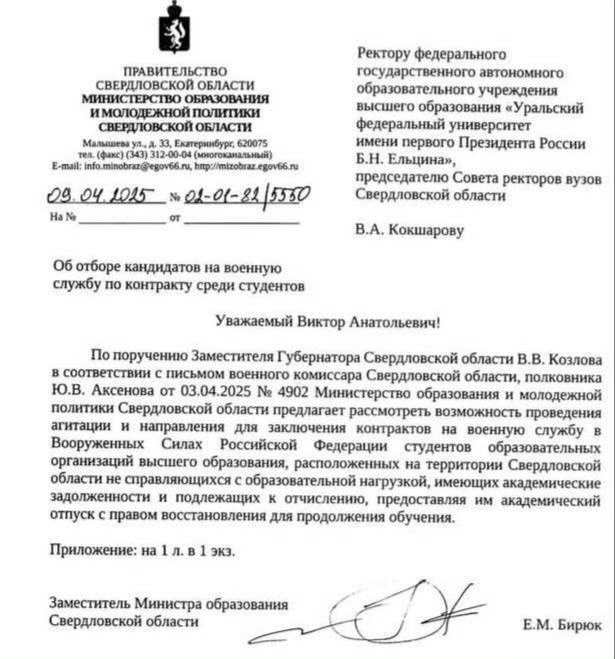 ПРАВИТЕЛЬСТВО
СВЕРДЛОВСКОЙ ОБЛАСТИ
МИНИСТЕРСТВО ОБРАЗОВАНИЯ
И МОЛОДЕЖНОЙ ПОЛИТИКИ
СВЕРДЛОВСКОЙ ОБЛАСТИ
Малышева ул., д. 33, Екатеринбург, 620075
тел. (факс) (343) 312-00-04 (многоканальный)
E-mail: info.minobraz@egov66.ru, http://mizobraz.egov66.ru
09.04.2025 № 02-01-82/5550
На № от
Ректору федерального
государственного автономного
образовательного учреждения
высшего образования «Уральский
федеральный университет
имени первого Президента России
Б.Н. Ельцина»,
председателю Совета ректоров вузов
Свердловской области
В.А. Кокшарову
Об отборе кандидатов на военную
службу по контракту среди студентов
Уважаемый Виктор Анатольевич!
По поручению Заместителя Губернатора Свердловской области В.В. Козлова
в соответствии с письмом военного комиссара Свердловской области, полковника
Ю.В. Аксенова от 03.04.2025 № 4902 Министерство образования и молодежной
политики Свердловской области предлагает рассмотреть возможность проведения
агитации и направления для заключения контрактов на военную службу в
Вооруженных Силах Российской Федерации студентов образовательных
организаций высшего образования, расположенных на территории Свердловской
области не справляющихся с образовательной нагрузкой, имеющих академические
задолженности и подлежащих к отчислению, предоставляя им академический
отпуск с правом восстановления для продолжения обучения.
Приложение: на 1 л. в 1 экз.
Заместитель Министра образования
Свердловской области
Е.М. Бирюк